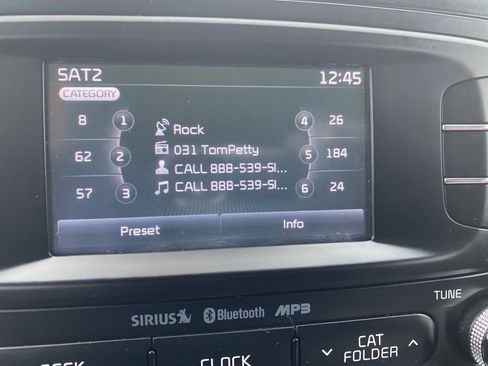 SAT2 12:45
CATEGORY
8 1 Rock 4 26
031 TomPetty
62 2 CALL 888-539-SI... 5 184
57 3 CALL 888-539-SI... 6 24
Preset Info
SIRIUS Bluetooth MP3
TUNE
SEEK CLOCK CAT FOLDER